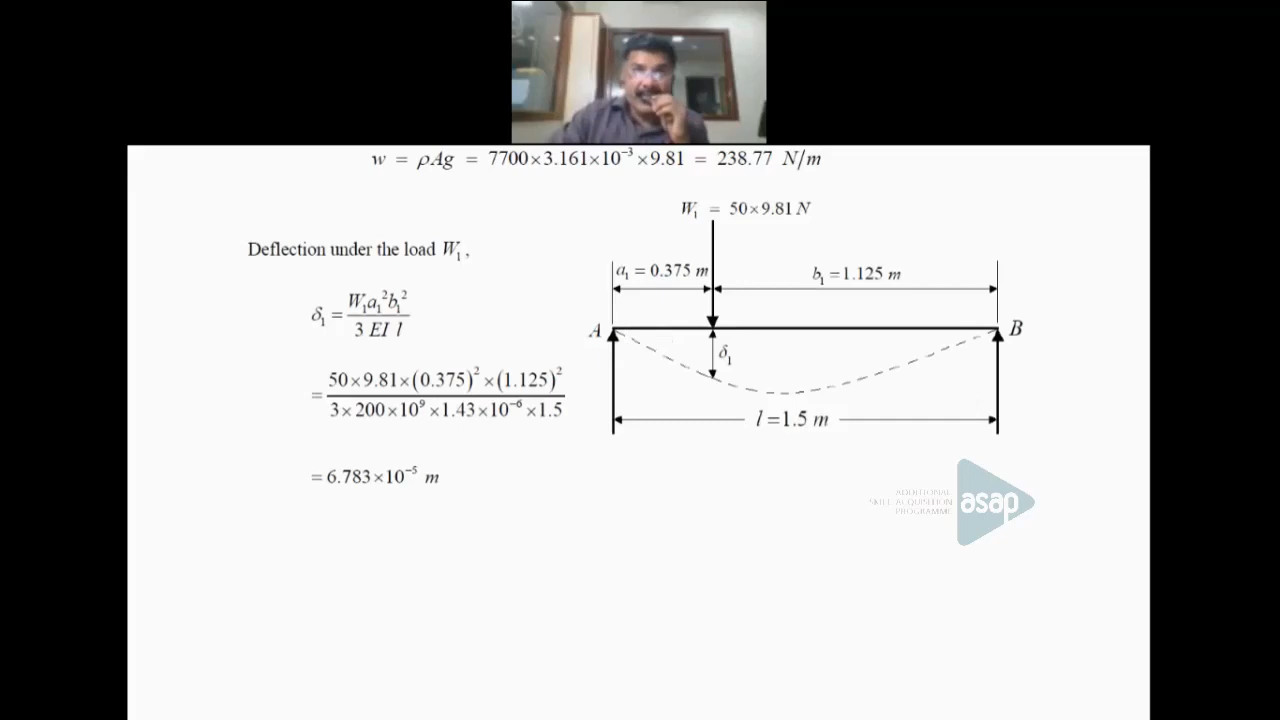 w = ρAg = 7700×3.161×10⁻³×9.81 = 238.77 N/m
W₁ = 50×9.81 N
Deflection under the load W₁,
a₁ = 0.375 m
b₁ = 1.125 m
δ₁ = W₁a₁²b₁² / 3 EI l
A
B
δ₁
= 50×9.81×(0.375)²×(1.125)² / 3×200×10⁹×1.43×10⁻⁶×1.5
l = 1.5 m
= 6.783×10⁻⁵ m
ADDITIONAL
SKILL ACQUISITION
PROGRAMME
asap